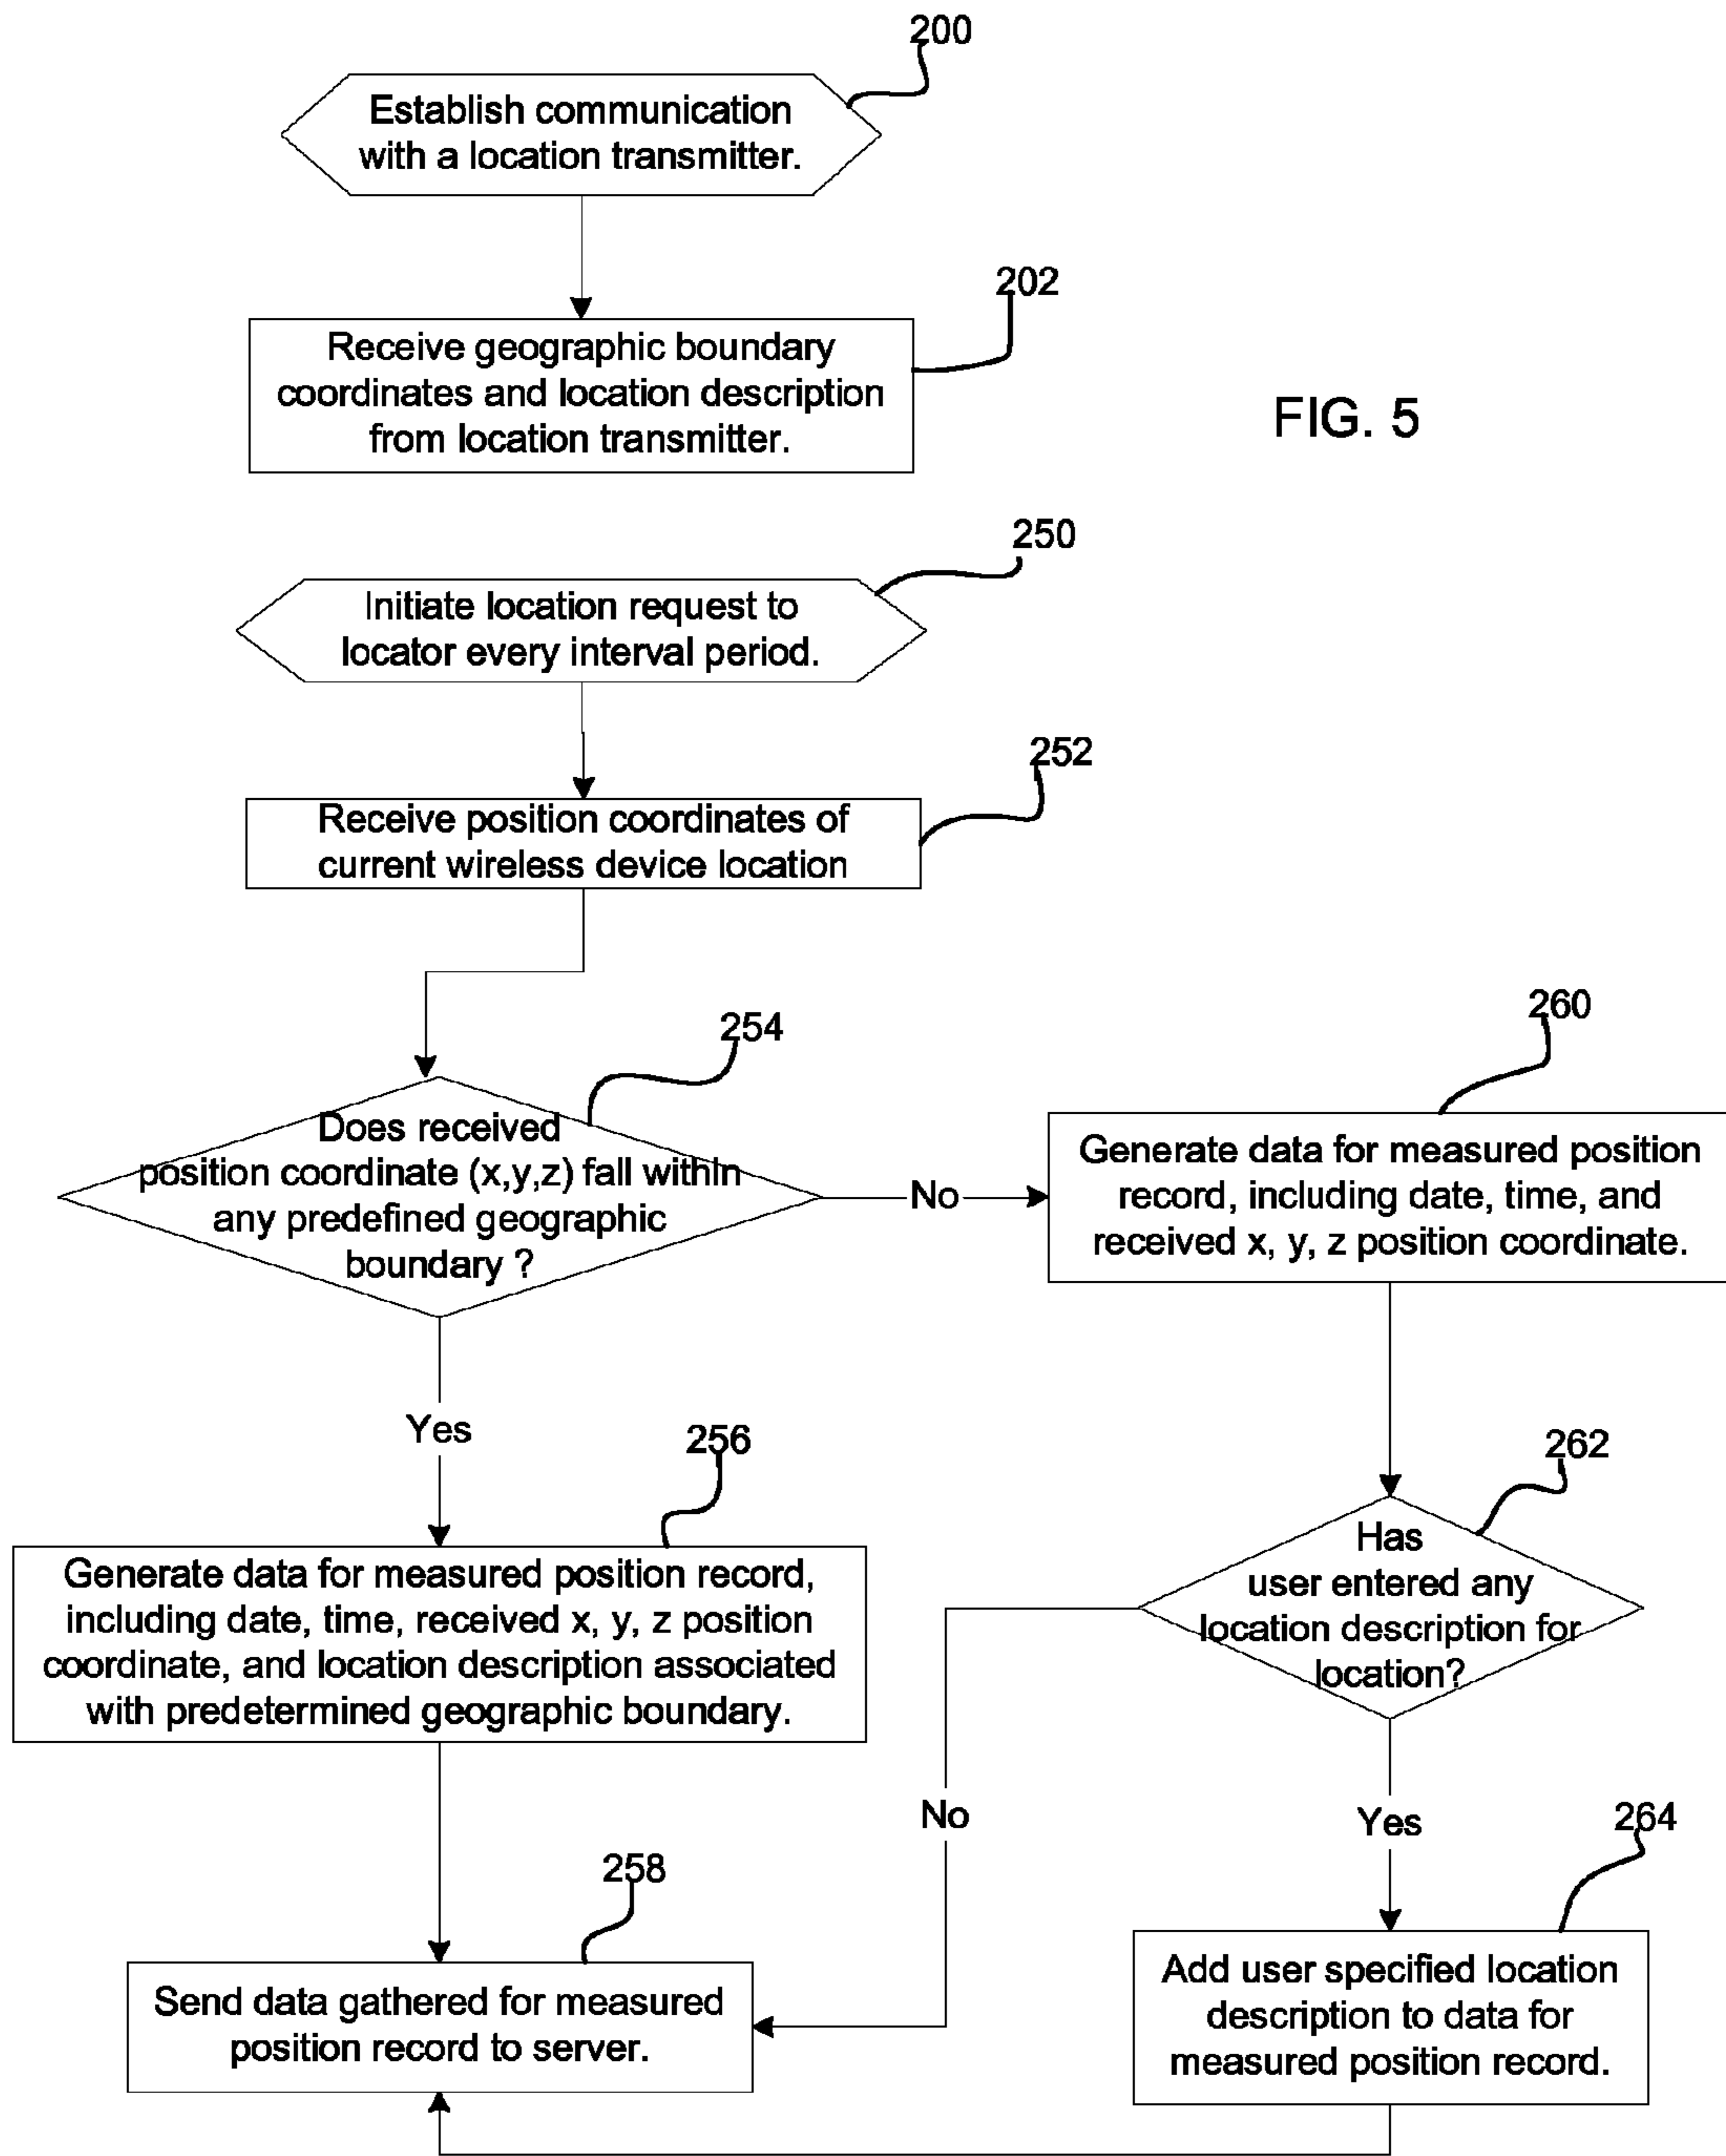 200
Establish communication
with a location transmitter.
202
Receive geographic boundary
coordinates and location description
from location transmitter.
FIG. 5
250
Initiate location request to
locator every interval period.
252
Receive position coordinates of
current wireless device location
254
Does received
position coordinate (x,y,z) fall within
any predefined geographic
boundary ?
No
260
Generate data for measured position
record, including date, time, and
received x, y, z position coordinate.
Yes
256
Generate data for measured position record,
including date, time, received x, y, z position
coordinate, and location description associated
with predetermined geographic boundary.
262
Has
user entered any
location description for
location?
No
Yes
258
Send data gathered for measured
position record to server.
264
Add user specified location
description to data for
measured position record.